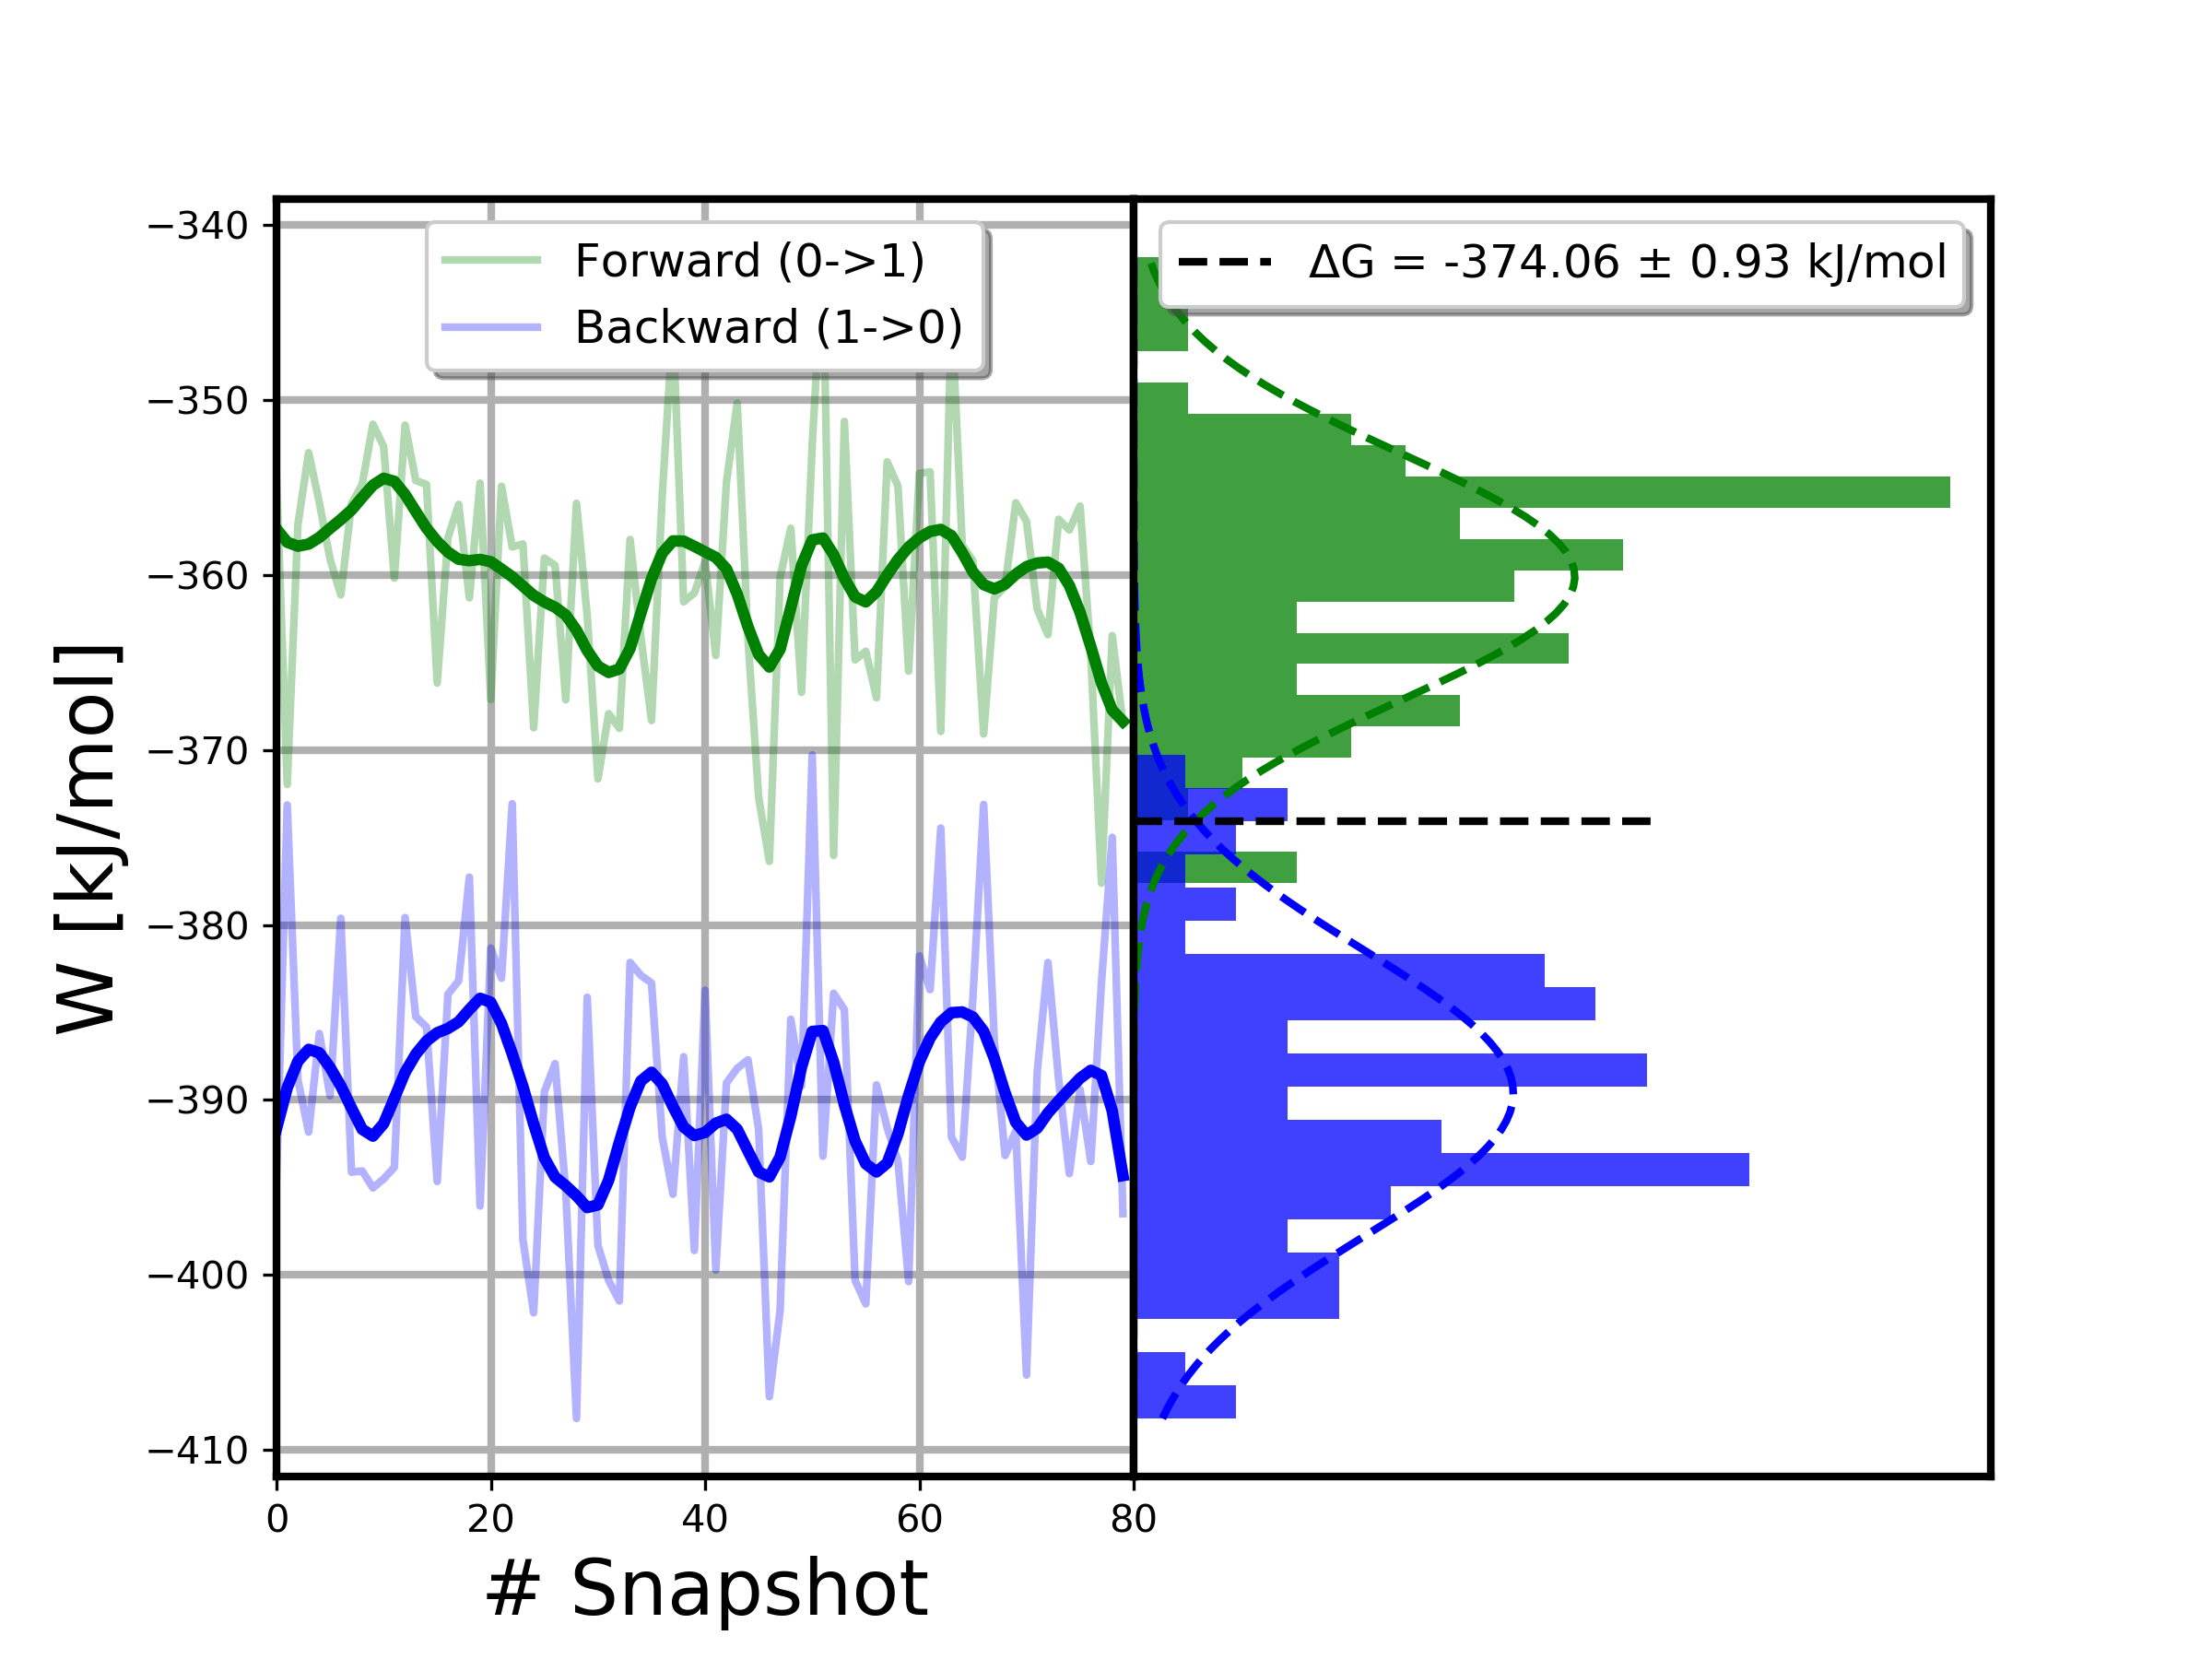 −340
−350
−360
−370
−380
−390
−400
−410
W [kJ/mol]
Forward (0->1)
Backward (1->0)
ΔG = -374.06 ± 0.93 kJ/mol
0 20 40 60 80
# Snapshot